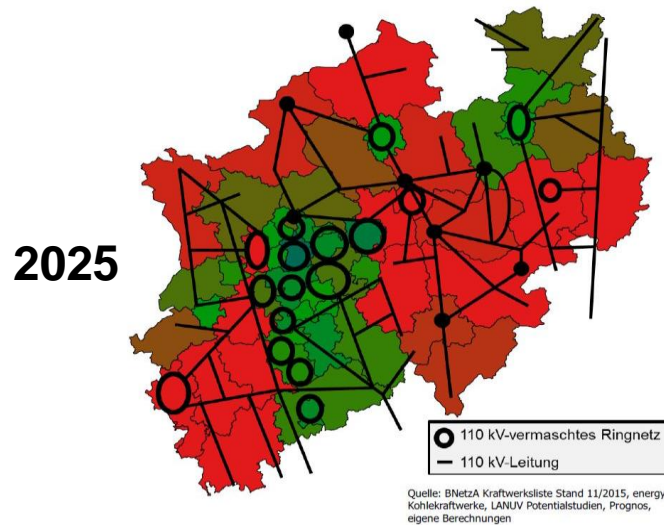 2025
110 kV-vermaschtes Ringnetz
110 kV-Leitung
Quelle: BNetzA Kraftwerksliste Stand 11/2015, energy
Kohlekraftwerke, LANUV Potentialstudien, Prognos,
eigene Berechnungen